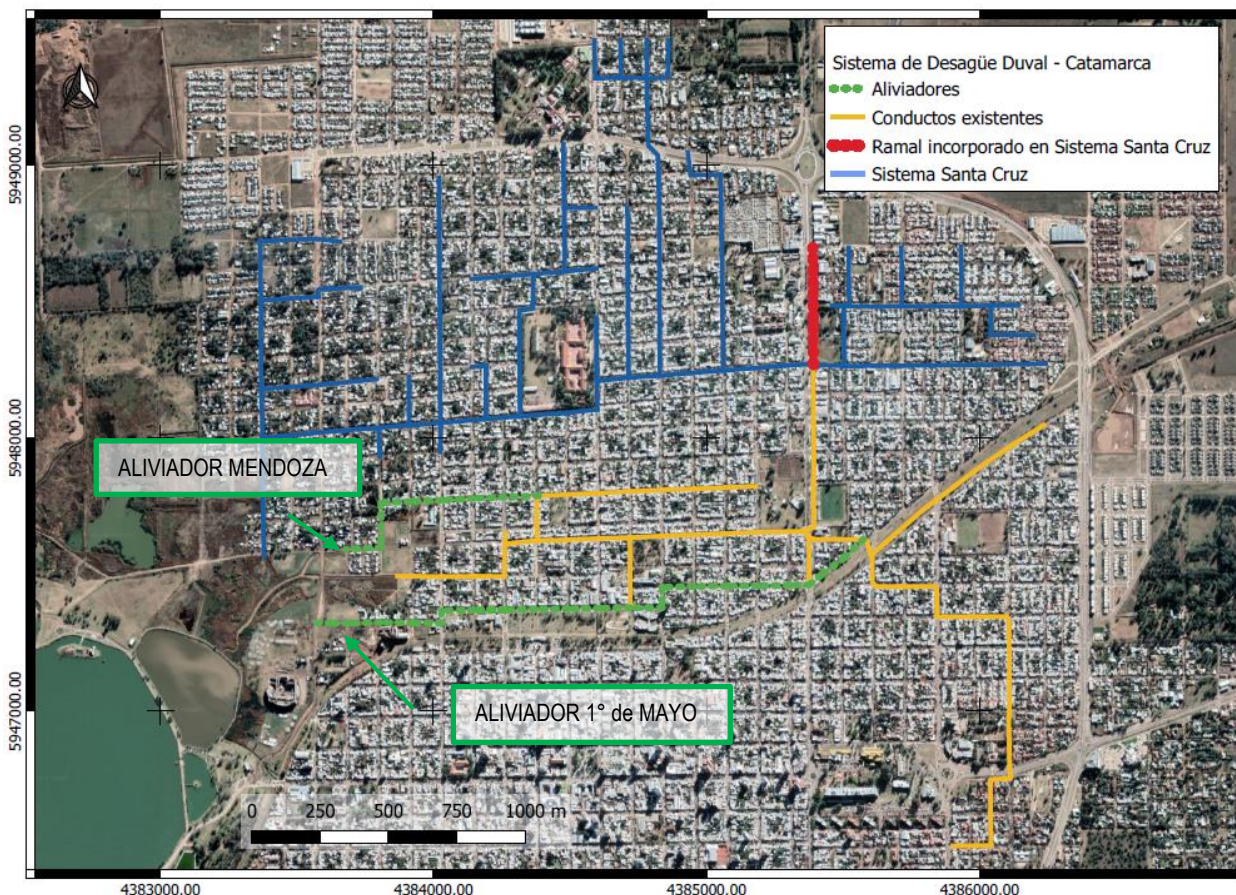 Sistema de Desagüe Duval - Catamarca
Aliviadores
Conductos existentes
Ramal incorporado en Sistema Santa Cruz
Sistema Santa Cruz
5949000.00
5948000.00
5947000.00
ALIVIADOR MENDOZA
ALIVIADOR 1° de MAYO
0 250 500 750 1000 m
4383000.00 4384000.00 4385000.00 4386000.00